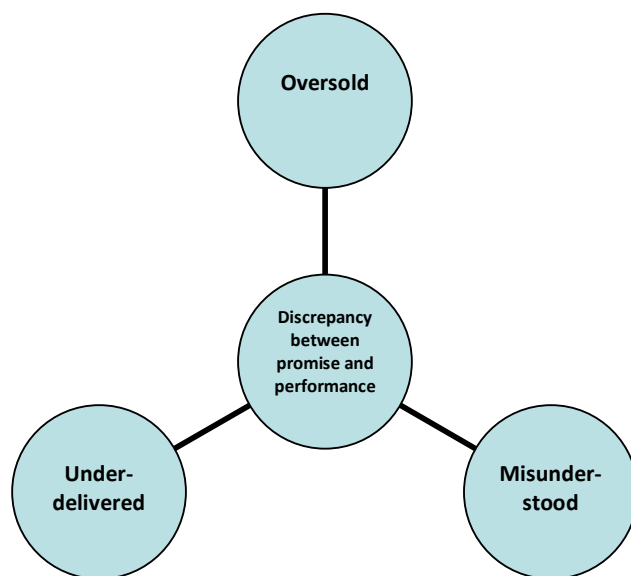 Oversold
Discrepancy
between
promise and
performance
Under-
delivered
Misunder-
stood